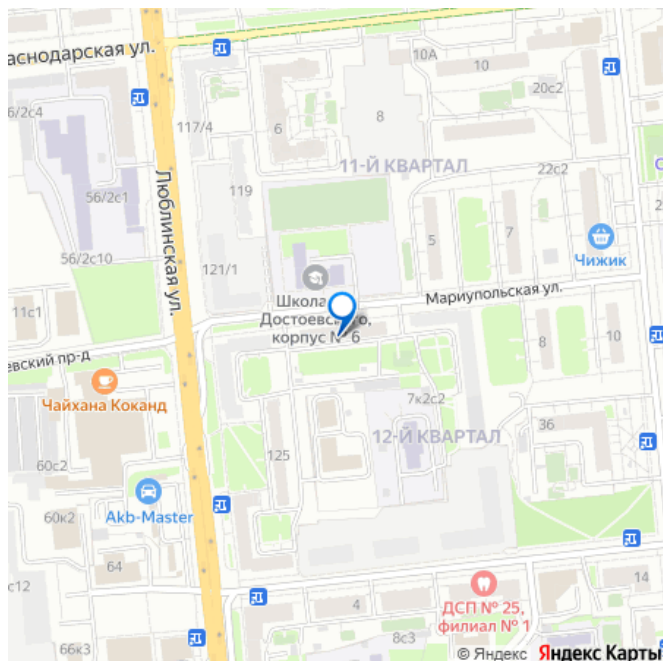 аснодарская ул.
10А
10
20с2
6/2с4
117/4
6
8
56/2с1
11-Й КВАРТАЛ
22с2
119
Люблинская ул.
5
7
Чижик
56/2с10
121/1
11с1
Школа
Достоевского,
корпус № 6
Мариупольская ул.
евский пр-д
8
Чайхана Коканд
7к2с2
36
12-Й КВАРТАЛ
125
60с2
60к2
Akb-Master
64
с12
14
ДСП № 25,
филиал № 1
4
8с3
66к3
© Яндекс Яндекс Карты